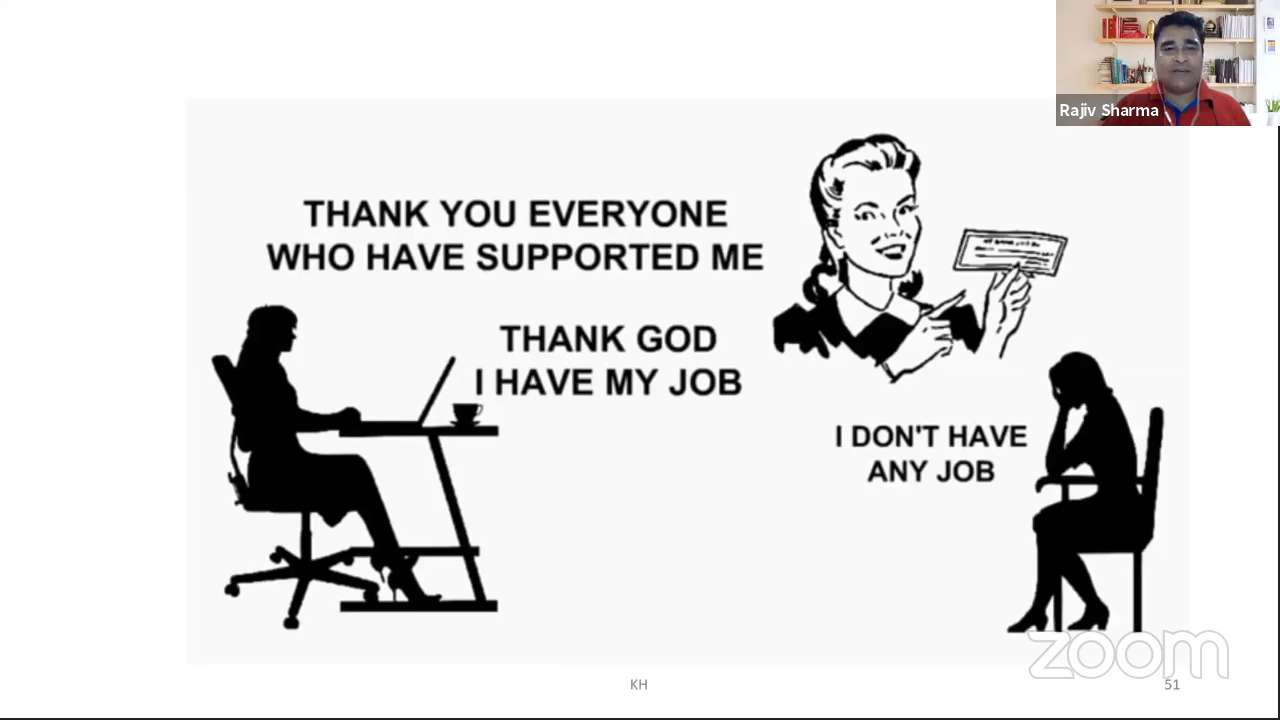 Rajiv Sharma
THANK YOU EVERYONE
WHO HAVE SUPPORTED ME
THANK GOD
I HAVE MY JOB
I DON'T HAVE
ANY JOB
zoom
KH
51